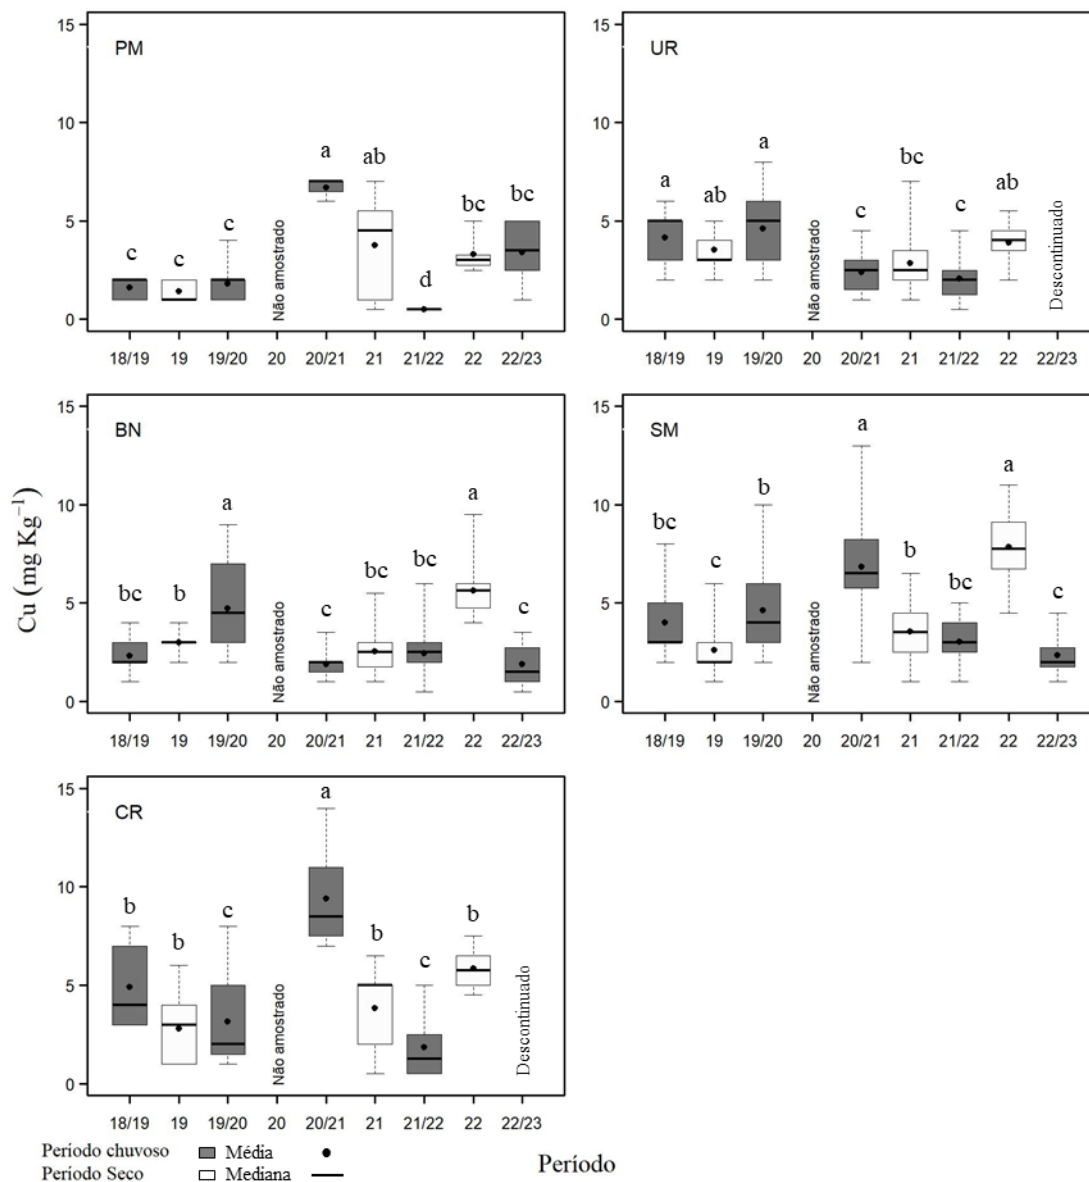 PM
15
10
5
0
a
ab
c
c
c
d
bc
bc
Não amostrado
18/19 19 19/20 20 20/21 21 21/22 22 22/23
UR
15
10
5
0
a
ab
a
c
bc
c
ab
Não amostrado
Descontinuado
18/19 19 19/20 20 20/21 21 21/22 22 22/23
Cu (mg Kg⁻¹)
BN
15
10
5
0
bc
b
a
c
bc
bc
a
c
Não amostrado
18/19 19 19/20 20 20/21 21 21/22 22 22/23
SM
15
10
5
0
bc
c
b
a
b
bc
a
c
Não amostrado
18/19 19 19/20 20 20/21 21 21/22 22 22/23
CR
15
10
5
0
b
b
c
a
b
c
b
Não amostrado
Descontinuado
18/19 19 19/20 20 20/21 21 21/22 22 22/23
Período chuvoso Média
Período Seco Mediana
Período